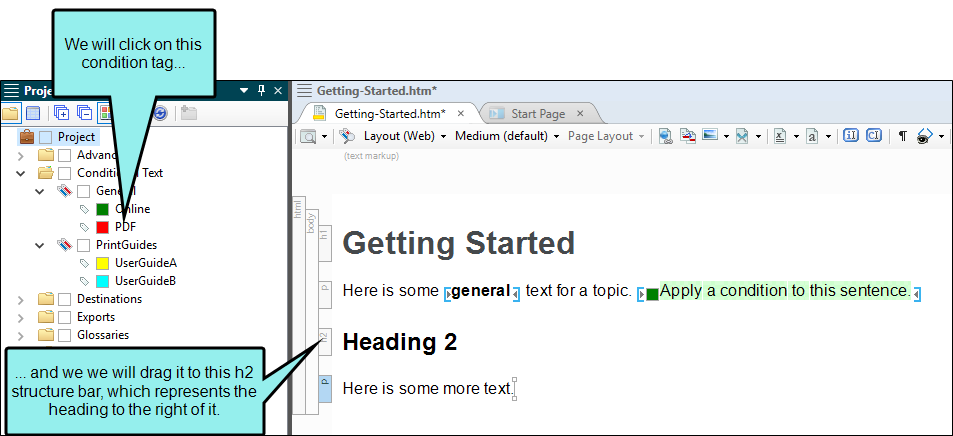 We will click on this
condition tag...
Proj
Project
Advanc
Condition
Text
Gene
l
Online
PDF
PrintGuides
UserGuideA
UserGuideB
Destinations
Exports
Glossaries
... and we we will drag it to this h2
structure bar, which represents the
heading to the right of it.
Getting-Started.htm*
Getting-Started.htm* ×
Start Page ×
Layout (Web) Medium (default) Page Layout
(text markup)
html
body
h1
Getting Started
p
Here is some general text for a topic. Apply a condition to this sentence.
h2
Heading 2
p
Here is some more text.